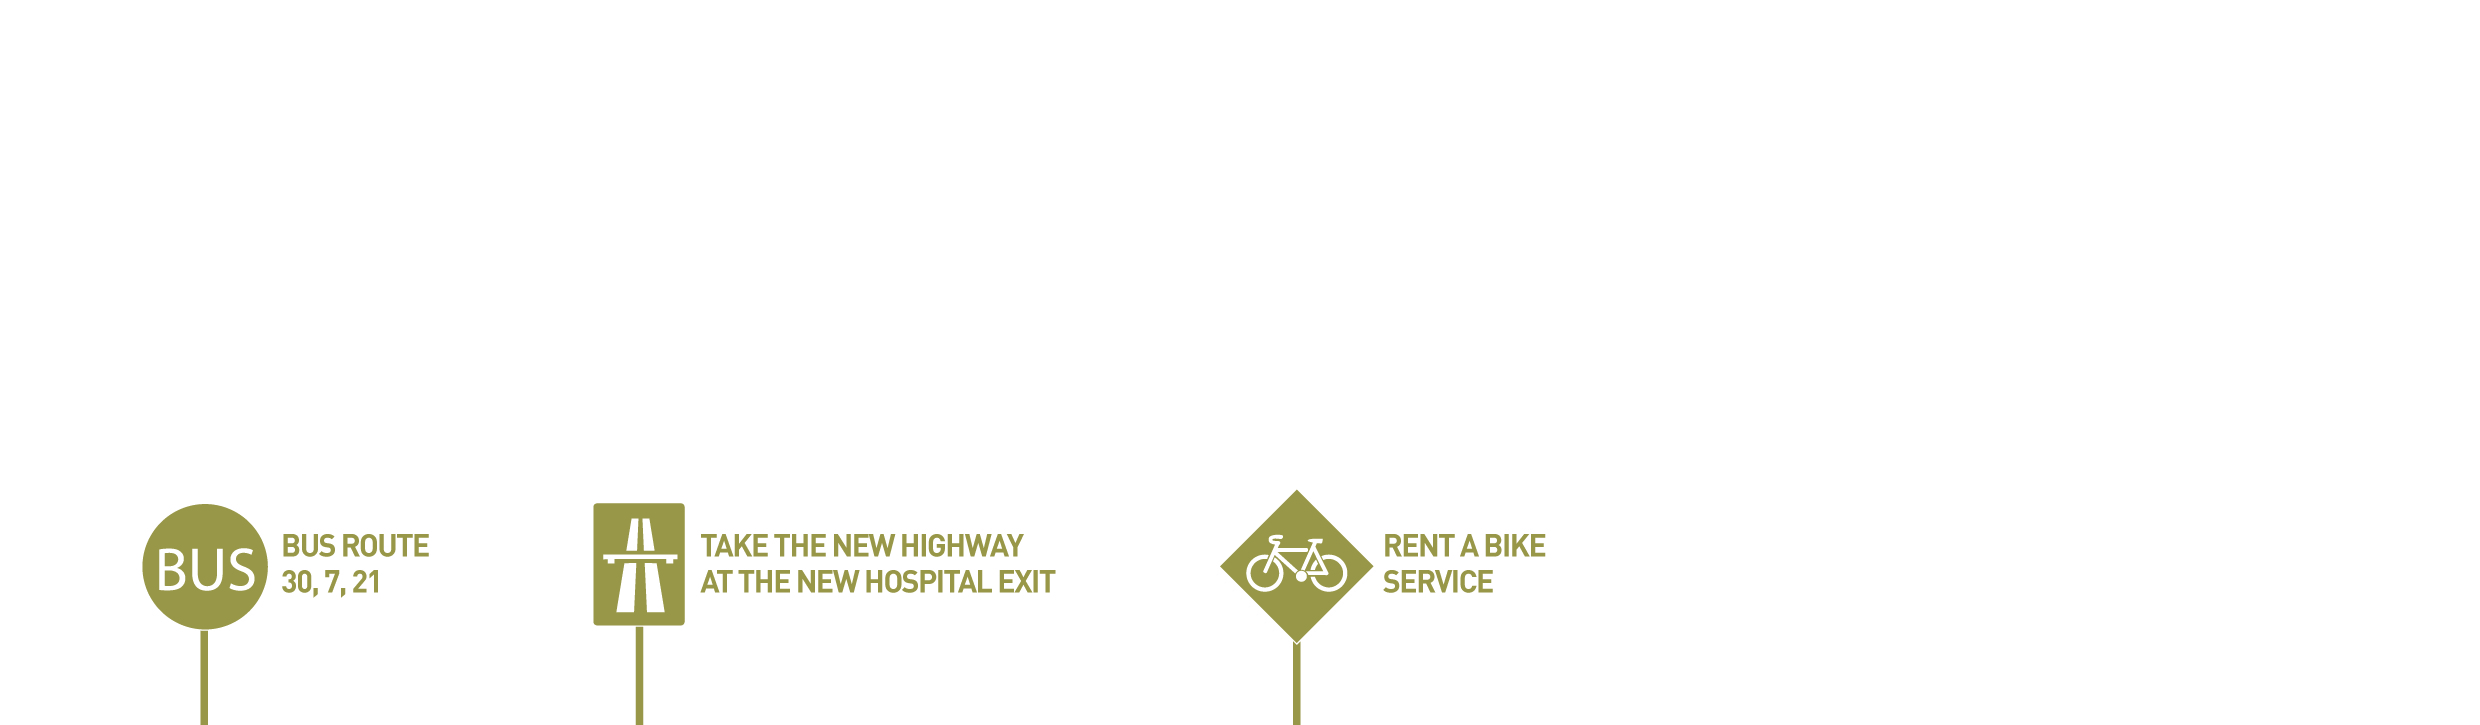 BUS
BUS ROUTE
30, 7, 21
TAKE THE NEW HIGHWAY
AT THE NEW HOSPITAL EXIT
RENT A BIKE
SERVICE